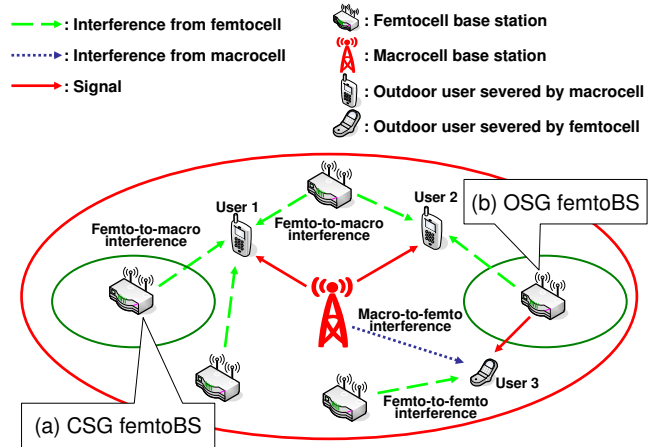 : Interference from femtocell
: Interference from macrocell
: Signal
: Femtocell base station
: Macrocell base station
: Outdoor user severed by macrocell
: Outdoor user severed by femtocell
User 1
User 2
(b) OSG femtoBS
Femto-to-macro
interference
Femto-to-macro
interference
Macro-to-femto
interference
User 3
Femto-to-femto
interference
(a) CSG femtoBS